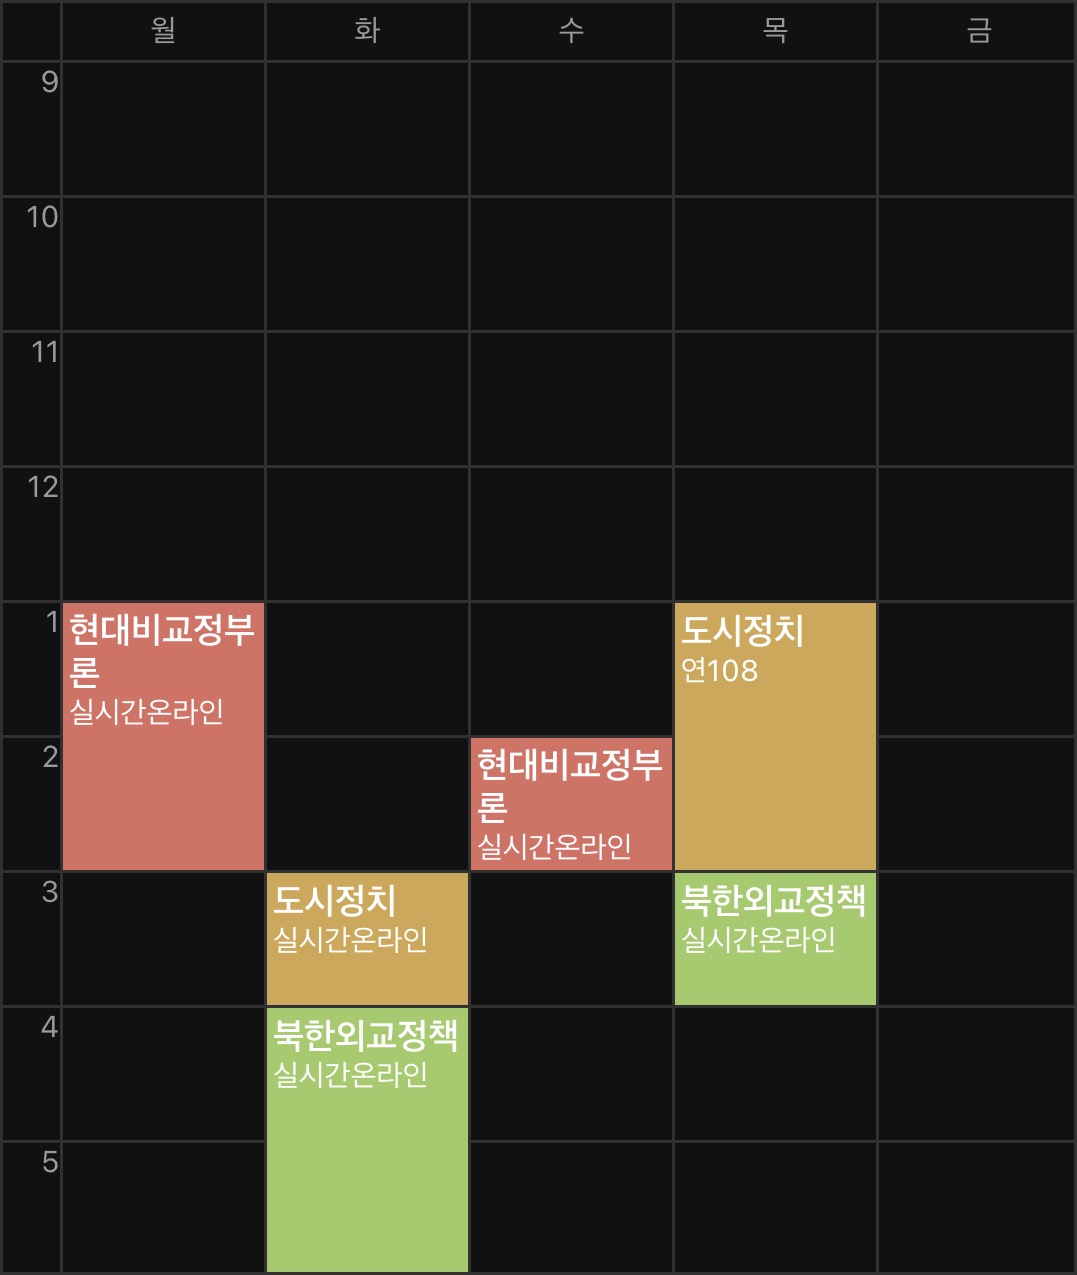 월 화 수 목 금
9
10
11
12
1
현대비교정부
론
실시간온라인
도시정치
연108
2
현대비교정부
론
실시간온라인
3
도시정치
실시간온라인
북한외교정책
실시간온라인
4
북한외교정책
실시간온라인
5